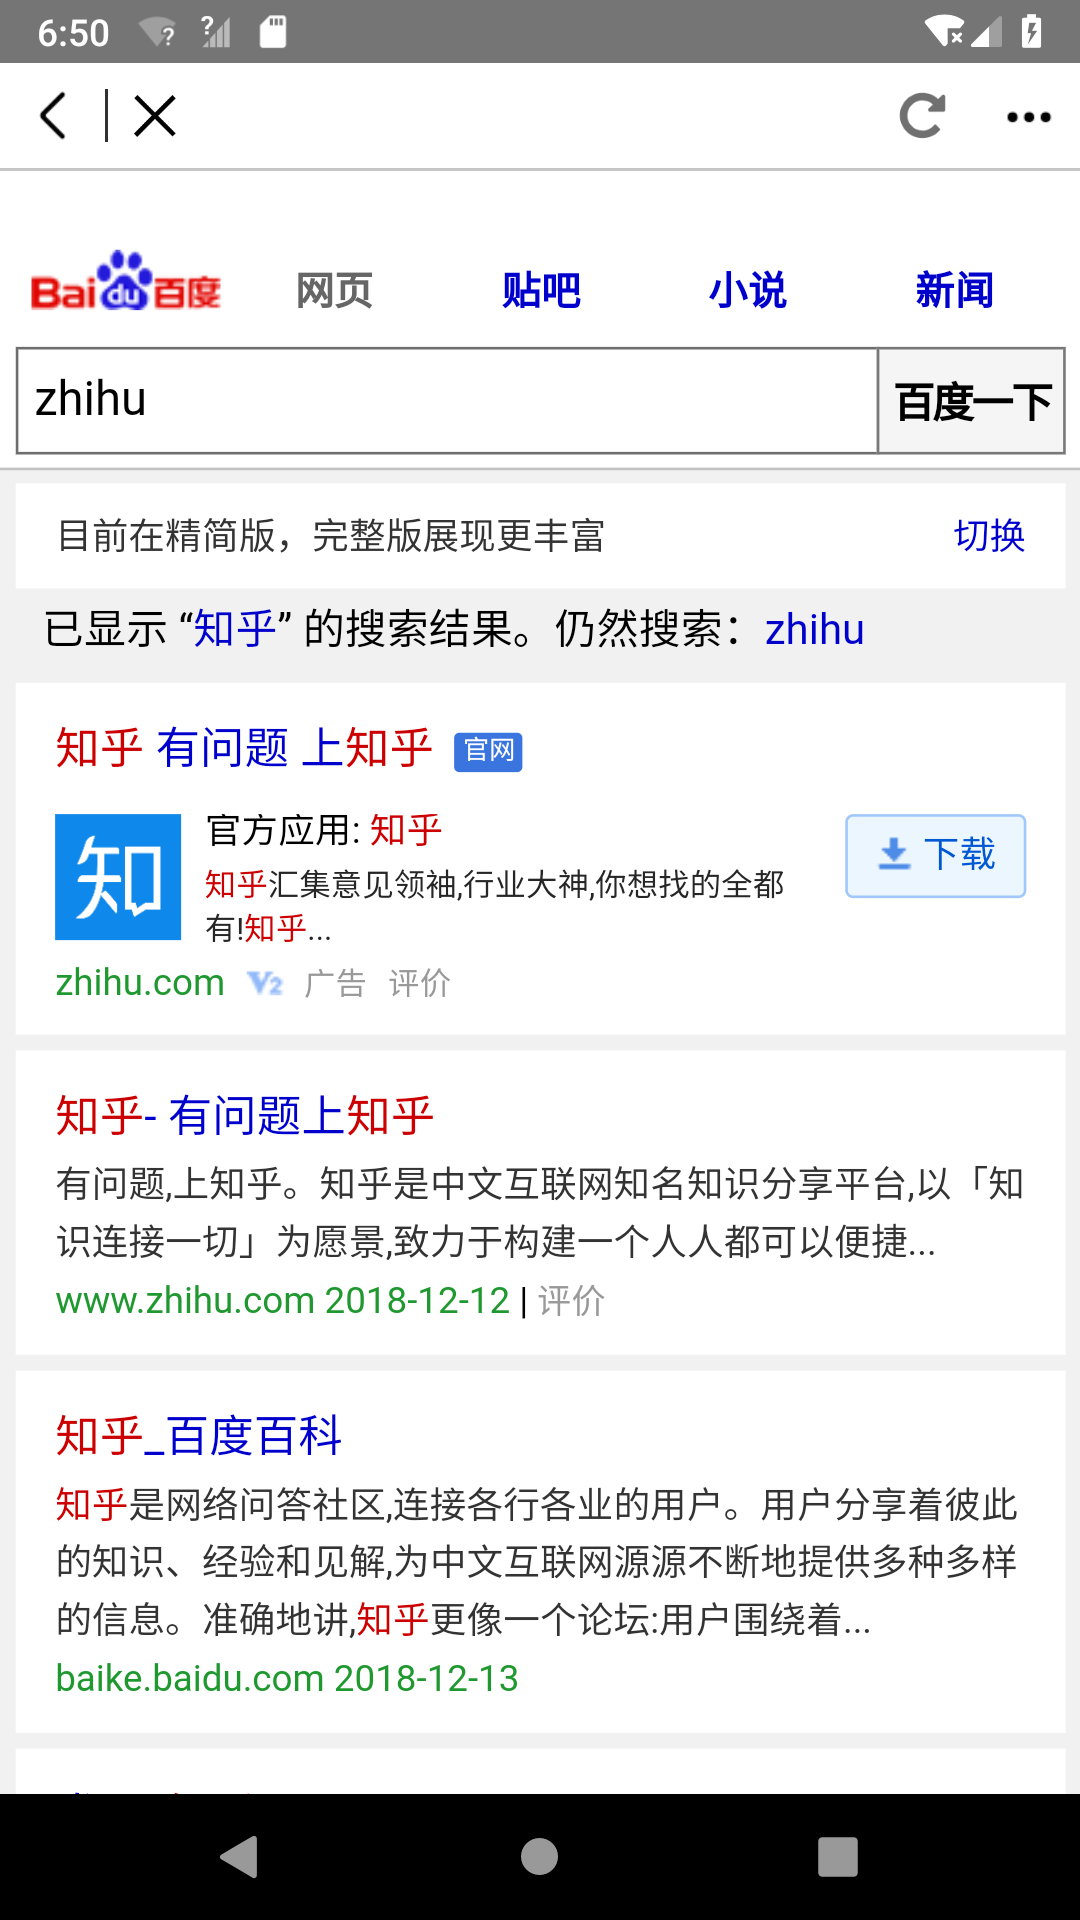 6:50
Bai du 百度 网页 贴吧 小说 新闻
zhihu 百度一下
目前在精简版，完整版展现更丰富 切换
已显示 “知乎” 的搜索结果。仍然搜索：zhihu
知乎 有问题 上知乎 官网
知 官方应用: 知乎 下载
知乎汇集意见领袖,行业大神,你想找的全都
有!知乎...
zhihu.com V2 广告 评价
知乎- 有问题上知乎
有问题,上知乎。知乎是中文互联网知名知识分享平台,以「知
识连接一切」为愿景,致力于构建一个人人都可以便捷...
www.zhihu.com 2018-12-12 | 评价
知乎_百度百科
知乎是网络问答社区,连接各行各业的用户。用户分享着彼此
的知识、经验和见解,为中文互联网源源不断地提供多种多样
的信息。准确地讲,知乎更像一个论坛:用户围绕着...
baike.baidu.com 2018-12-13